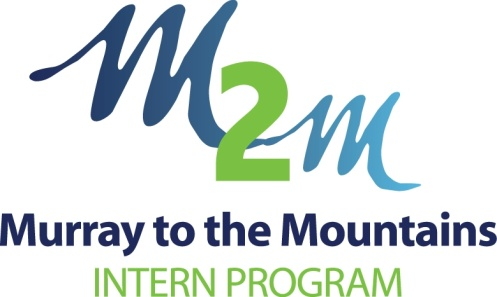 m2m
Murray to the Mountains
INTERN PROGRAM